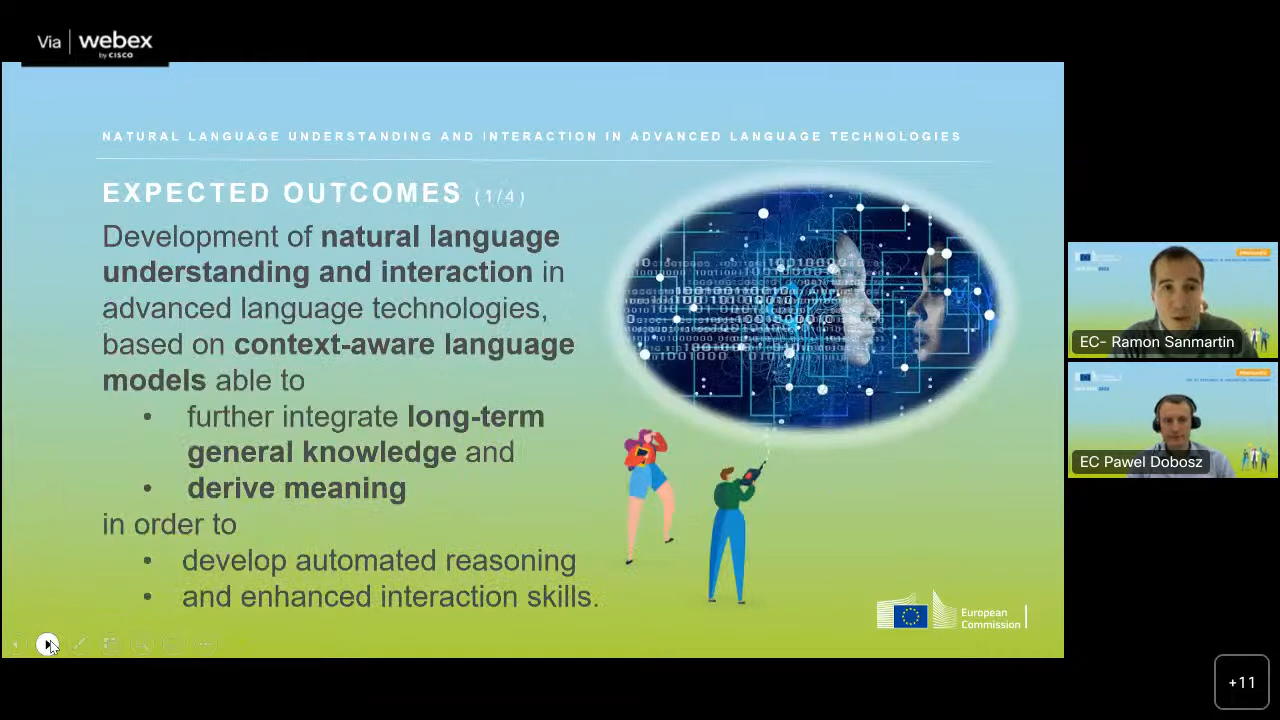 Via webex
by CISCO
NATURAL LANGUAGE UNDERSTANDING AND INTERACTION IN ADVANCED LANGUAGE TECHNOLOGIES
EXPECTED OUTCOMES (1/4)
Development of natural language
understanding and interaction in
advanced language technologies,
based on context-aware language
models able to
• further integrate long-term
general knowledge and
• derive meaning
in order to
• develop automated reasoning
• and enhanced interaction skills.
European
Commission
EC- Ramon Sanmartin
EC Pawel Dobosz
+11